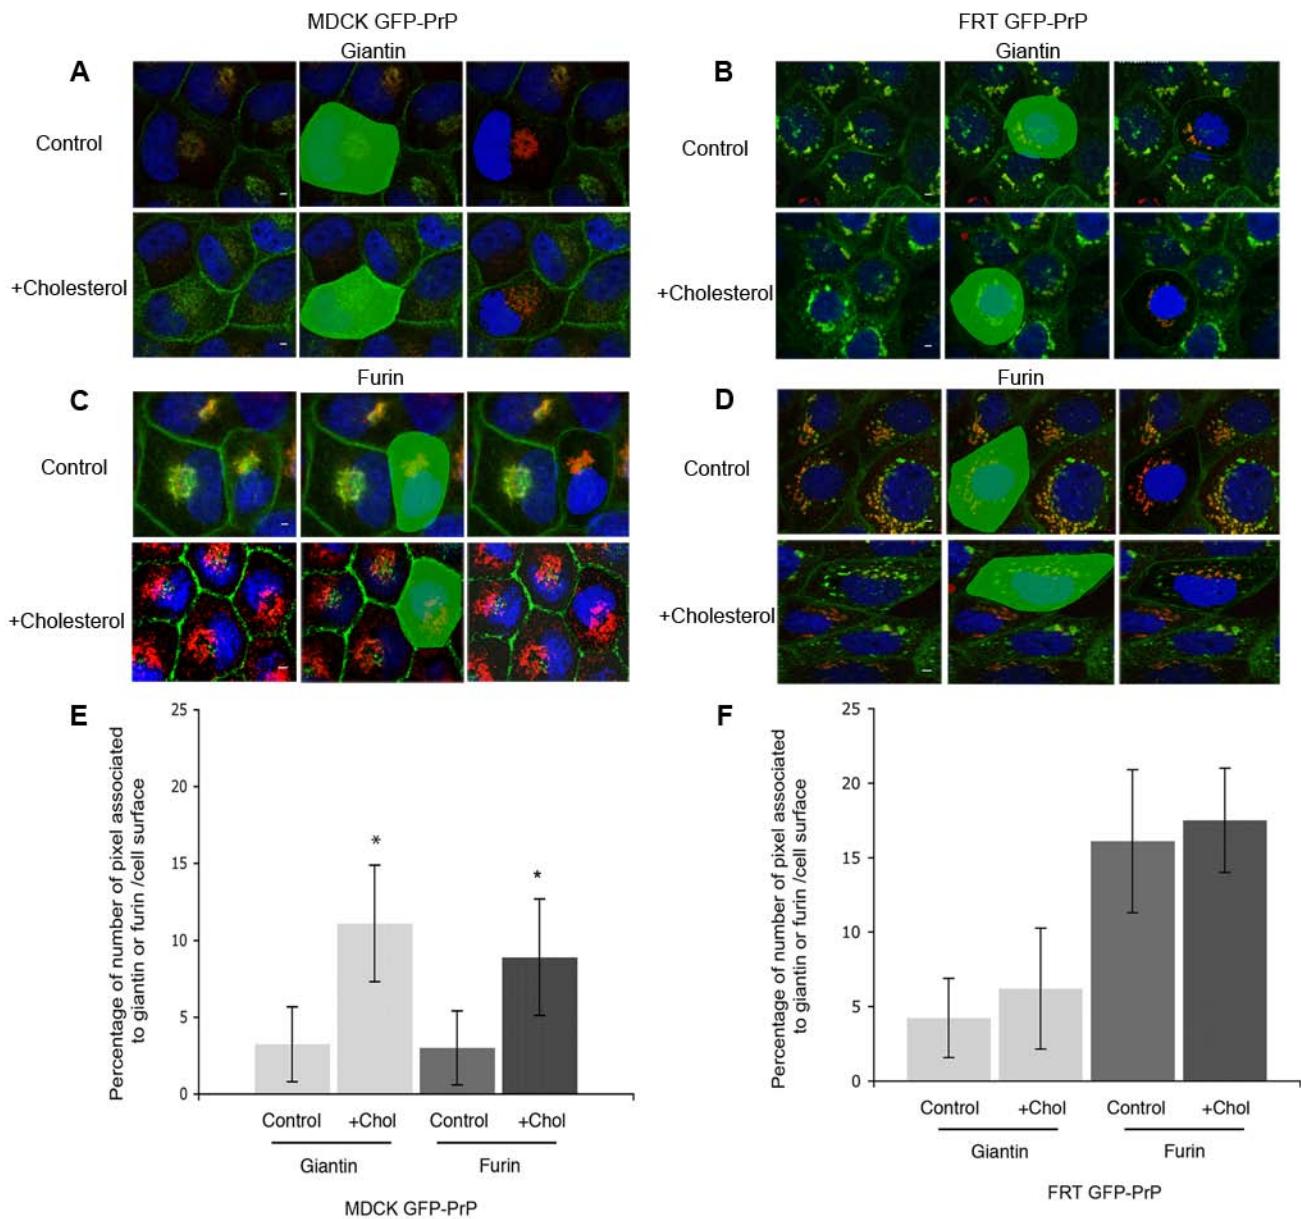 MDCK GFP-PrP
Giantin
FRT GFP-PrP
Giantin
A
B
Control
Control
+Cholesterol
+Cholesterol
Furin
Furin
C
D
Control
Control
+Cholesterol
+Cholesterol
E
Percentage of number of pixel associated
to giantin or furin /cell surface
25
20
15
10
5
0
*
*
Control
+Chol
Control
+Chol
Giantin
Furin
MDCK GFP-PrP
F
Percentage of number of pixel associated
to giantin or furin /cell surface
25
20
15
10
5
0
Control
+Chol
Control
+Chol
Giantin
Furin
FRT GFP-PrP